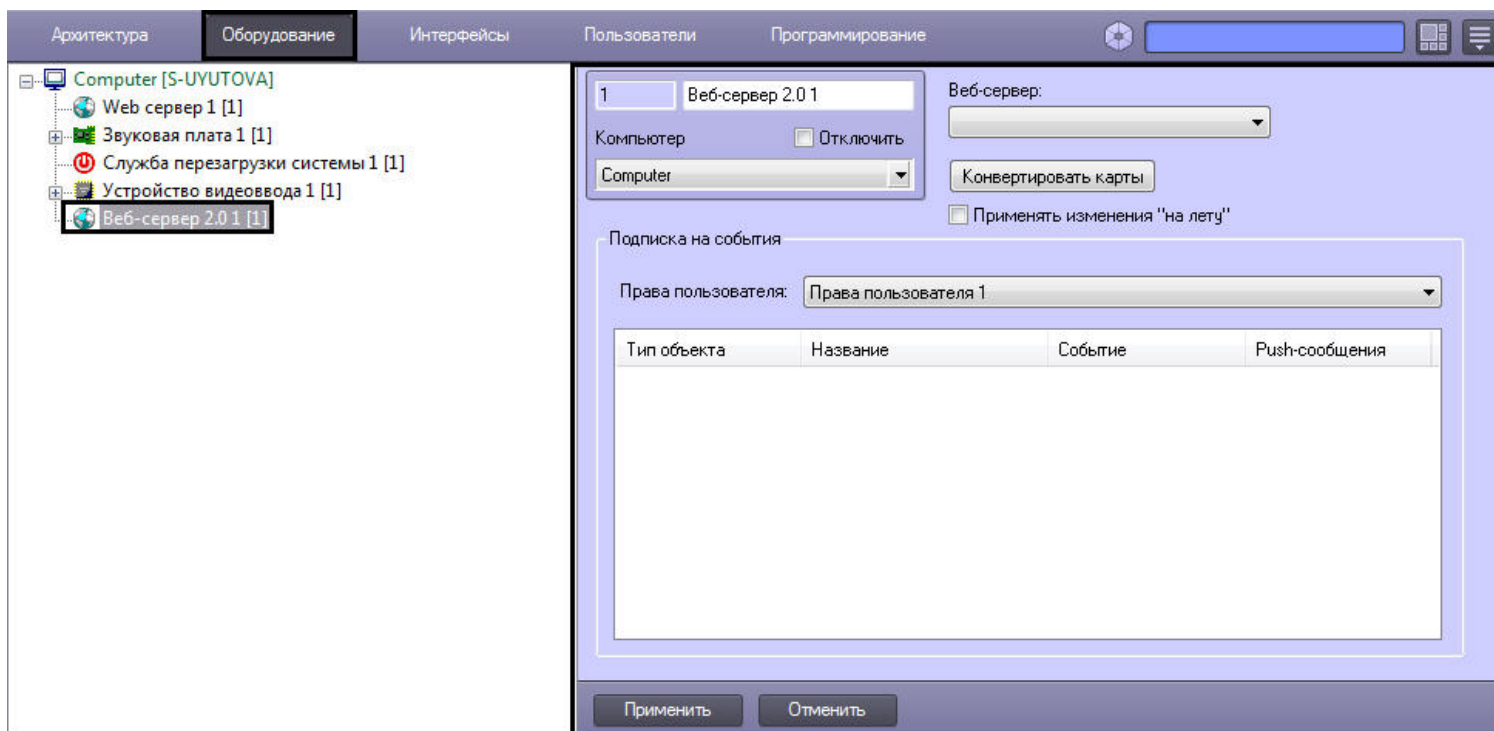 Архитектура Оборудование Интерфейсы Пользователи Программирование
Computer [S-UYUTOVA]
Web сервер 1 [1]
Звуковая плата 1 [1]
Служба перезагрузки системы 1 [1]
Устройство видеоввода 1 [1]
Веб-сервер 2.0 1 [1]
1 Веб-сервер 2.0 1
Компьютер Отключить
Computer
Веб-сервер:
Конвертировать карты
Применять изменения "на лету"
Подписка на события
Права пользователя: Права пользователя 1
Тип объекта Название Событие Push-сообщения
Применить Отменить